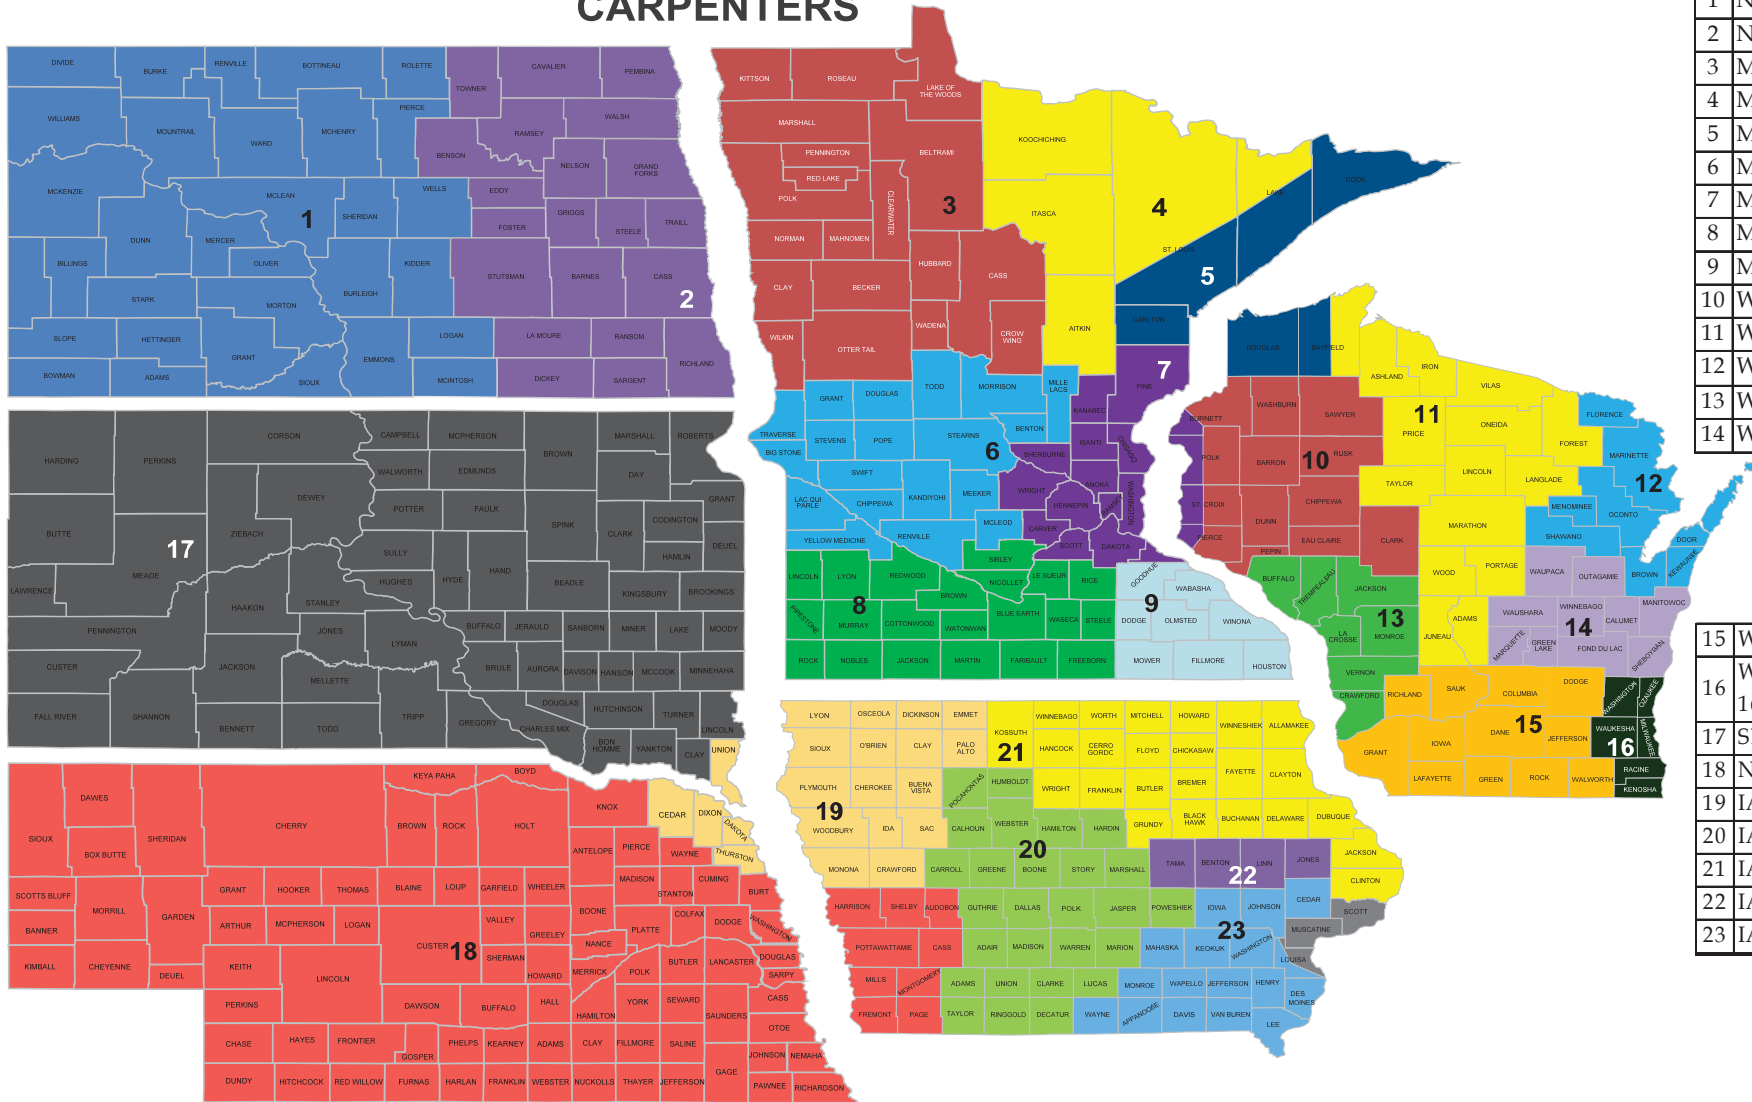 CARPENTERS
DIVIDE
BURKE
RENVILLE
BOTTINEAU
ROLETTE
TOWNER
CAVALIER
PEMBINA
WILLIAMS
MOUNTRAIL
WARD
MCHENRY
PIERCE
BENSON
RAMSEY
WALSH
NELSON
GRAND
FORKS
MCKENZIE
MCLEAN
1
SHERIDAN
WELLS
EDDY
FOSTER
GRIGGS
STEELE
TRAILL
DUNN
MERCER
OLIVER
BILLINGS
STARK
MORTON
BURLEIGH
KIDDER
STUTSMAN
BARNES
CASS
2
SLOPE
HETTINGER
GRANT
BOWMAN
ADAMS
SIOUX
EMMONS
LOGAN
MCINTOSH
LA MOURE
RANSOM
DICKEY
SARGENT
RICHLAND
KITTSON
ROSEAU
LAKE OF
THE WOODS
MARSHALL
PENNINGTON
RED LAKE
POLK
CLEARWATER
BELTRAMI
3
NORMAN
MAHNOMEN
HUBBARD
CASS
CLAY
BECKER
WADENA
CROW
WING
WILKIN
OTTER TAIL
KOOCHICHING
ITASCA
4
LAKE
COOK
ST. LOUIS
5
AITKIN
CARLTON
7
PINE
GRANT
DOUGLAS
TODD
MORRISON
MILLE
LACS
KANABEC
TRAVERSE
BIG STONE
STEVENS
POPE
STEARNS
6
BENTON
ISANTI
CHISAGO
SHERBURNE
SWIFT
LAC QUI
PARLE
CHIPPEWA
KANDIYOHI
MEEKER
WRIGHT
ANOKA
HENNEPIN
RAMSEY
WASHINGTON
YELLOW MEDICINE
RENVILLE
MCLEOD
CARVER
SCOTT
DAKOTA
SIBLEY
LINCOLN
LYON
REDWOOD
NICOLLET
LE SUEUR
RICE
GOODHUE
WABASHA
PIPESTONE
8
MURRAY
COTTONWOOD
BROWN
WATONWAN
BLUE EARTH
WASECA
STEELE
9
DODGE
OLMSTED
WINONA
ROCK
NOBLES
JACKSON
MARTIN
FARIBAULT
FREEBORN
MOWER
FILLMORE
HOUSTON
DOUGLAS
BAYFIELD
ASHLAND
IRON
VILAS
BURNETT
WASHBURN
SAWYER
11
PRICE
ONEIDA
FLORENCE
FOREST
MARINETTE
POLK
BARRON
10
RUSK
TAYLOR
LINCOLN
LANGLADE
12
ST. CROIX
DUNN
CHIPPEWA
MARATHON
MENOMINEE
OCONTO
PIERCE
EAU CLAIRE
CLARK
SHAWANO
DOOR
PEPIN
BUFFALO
TREMPEALEAU
JACKSON
WOOD
PORTAGE
WAUPACA
OUTAGAMIE
BROWN
KEWAUNEE
LA
CROSSE
13
MONROE
JUNEAU
ADAMS
WAUSHARA
WINNEBAGO
14
CALUMET
MANITOWOC
MARQUETTE
GREEN
LAKE
FOND DU LAC
SHEBOYGAN
VERNON
CRAWFORD
RICHLAND
SAUK
COLUMBIA
DODGE
WASHINGTON
OZAUKEE
GRANT
IOWA
DANE
15
JEFFERSON
WAUKESHA
16
MILWAUKEE
LAFAYETTE
GREEN
ROCK
WALWORTH
RACINE
KENOSHA
HARDING
PERKINS
CORSON
CAMPBELL
MCPHERSON
BROWN
MARSHALL
ROBERTS
DEWEY
WALWORTH
EDMUNDS
DAY
GRANT
BUTTE
17
ZIEBACH
POTTER
FAULK
SPINK
CLARK
CODINGTON
MEADE
SULLY
HAMLIN
DEUEL
LAWRENCE
HAAKON
STANLEY
HUGHES
HYDE
HAND
BEADLE
KINGSBURY
BROOKINGS
PENNINGTON
JONES
LYMAN
BUFFALO
JERAULD
SANBORN
MINER
LAKE
MOODY
CUSTER
JACKSON
MELLETTE
BRULE
AURORA
DAVISON
HANSON
MCCOOK
MINNEHAHA
FALL RIVER
SHANNON
BENNETT
TODD
TRIPP
GREGORY
CHARLES MIX
DOUGLAS
HUTCHINSON
TURNER
LINCOLN
BON
HOMME
YANKTON
CLAY
UNION
SIOUX
DAWES
BOX BUTTE
SHERIDAN
CHERRY
KEYA PAHA
BOYD
BROWN
ROCK
HOLT
KNOX
CEDAR
DIXON
DAKOTA
THURSTON
ANTELOPE
PIERCE
WAYNE
SCOTTS BLUFF
MORRILL
GARDEN
GRANT
HOOKER
THOMAS
BLAINE
LOUP
GARFIELD
WHEELER
MADISON
STANTON
CUMING
BURT
BANNER
ARTHUR
MCPHERSON
LOGAN
CUSTER
18
VALLEY
GREELEY
BOONE
PLATTE
COLFAX
DODGE
WASHINGTON
KIMBALL
CHEYENNE
DEUEL
KEITH
LINCOLN
SHERMAN
HOWARD
NANCE
MERRICK
POLK
BUTLER
LANCASTER
DOUGLAS
SARPY
PERKINS
DAWSON
BUFFALO
HALL
HAMILTON
YORK
SEWARD
SAUNDERS
CASS
OTOE
CHASE
HAYES
FRONTIER
GOSPER
PHELPS
KEARNEY
ADAMS
CLAY
FILLMORE
SALINE
GAGE
JOHNSON
NEMAHA
DUNDY
HITCHCOCK
RED WILLOW
FURNAS
HARLAN
FRANKLIN
WEBSTER
NUCKOLLS
THAYER
JEFFERSON
PAWNEE
RICHARDSON
LYON
OSCEOLA
DICKINSON
EMMET
KOSSUTH
21
WINNEBAGO
WORTH
MITCHELL
HOWARD
WINNESHIEK
ALLAMAKEE
SIOUX
O'BRIEN
CLAY
PALO
ALTO
HANCOCK
CERRO
GORDC
FLOYD
CHICKASAW
FAYETTE
CLAYTON
PLYMOUTH
CHEROKEE
BUENA
VISTA
POCAHONTAS
HUMBOLDT
WRIGHT
FRANKLIN
BUTLER
BREMER
19
WOODBURY
IDA
SAC
CALHOUN
WEBSTER
HAMILTON
HARDIN
GRUNDY
BLACK
HAWK
BUCHANAN
DELAWARE
DUBUQUE
20
MONONA
CRAWFORD
CARROLL
GREENE
BOONE
STORY
MARSHALL
TAMA
BENTON
22
LINN
JONES
JACKSON
CLINTON
HARRISON
SHELBY
AUDOBON
GUTHRIE
DALLAS
POLK
JASPER
POWESHIEK
IOWA
JOHNSON
CEDAR
SCOTT
23
MUSCATINE
POTTAWATTAMIE
CASS
ADAIR
MADISON
WARREN
MARION
MAHASKA
KEOKUK
WASHINGTON
LOUISA
MILLS
MONTGOMERY
ADAMS
UNION
CLARKE
LUCAS
MONROE
WAPELLO
JEFFERSON
HENRY
DES
MOINES
FREMONT
PAGE
TAYLOR
RINGGOLD
DECATUR
WAYNE
APPANOOSE
DAVIS
VAN BUREN
LEE
1 N
2 N
3 M
4 M
5 M
6 M
7 M
8 M
9 M
10 W
11 W
12 W
13 W
14 W
15 W
16 W
16
17 S
18 N
19 IA
20 IA
21 IA
22 IA
23 IA